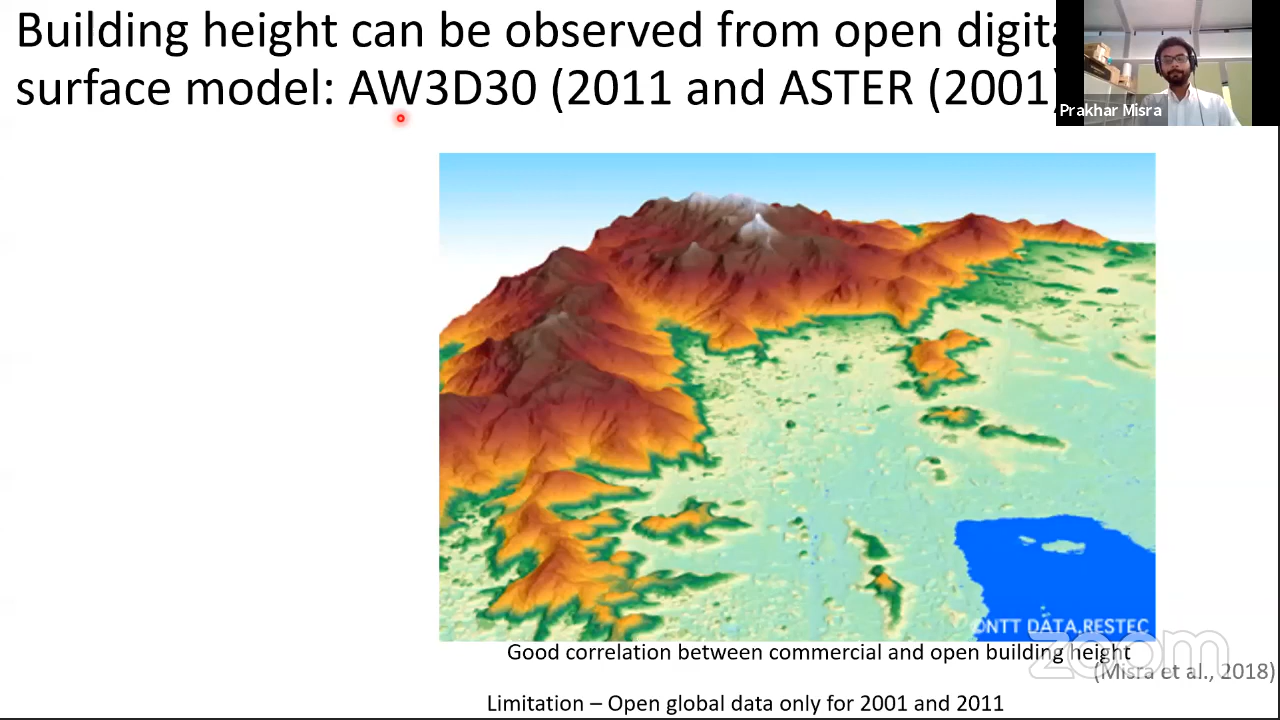 Building height can be observed from open digita
surface model: AW3D30 (2011 and ASTER (2001)
Prakhar Misra
NTT DATA,RESTEC
zoom
Good correlation between commercial and open building height
(Misra et al., 2018)
Limitation – Open global data only for 2001 and 2011